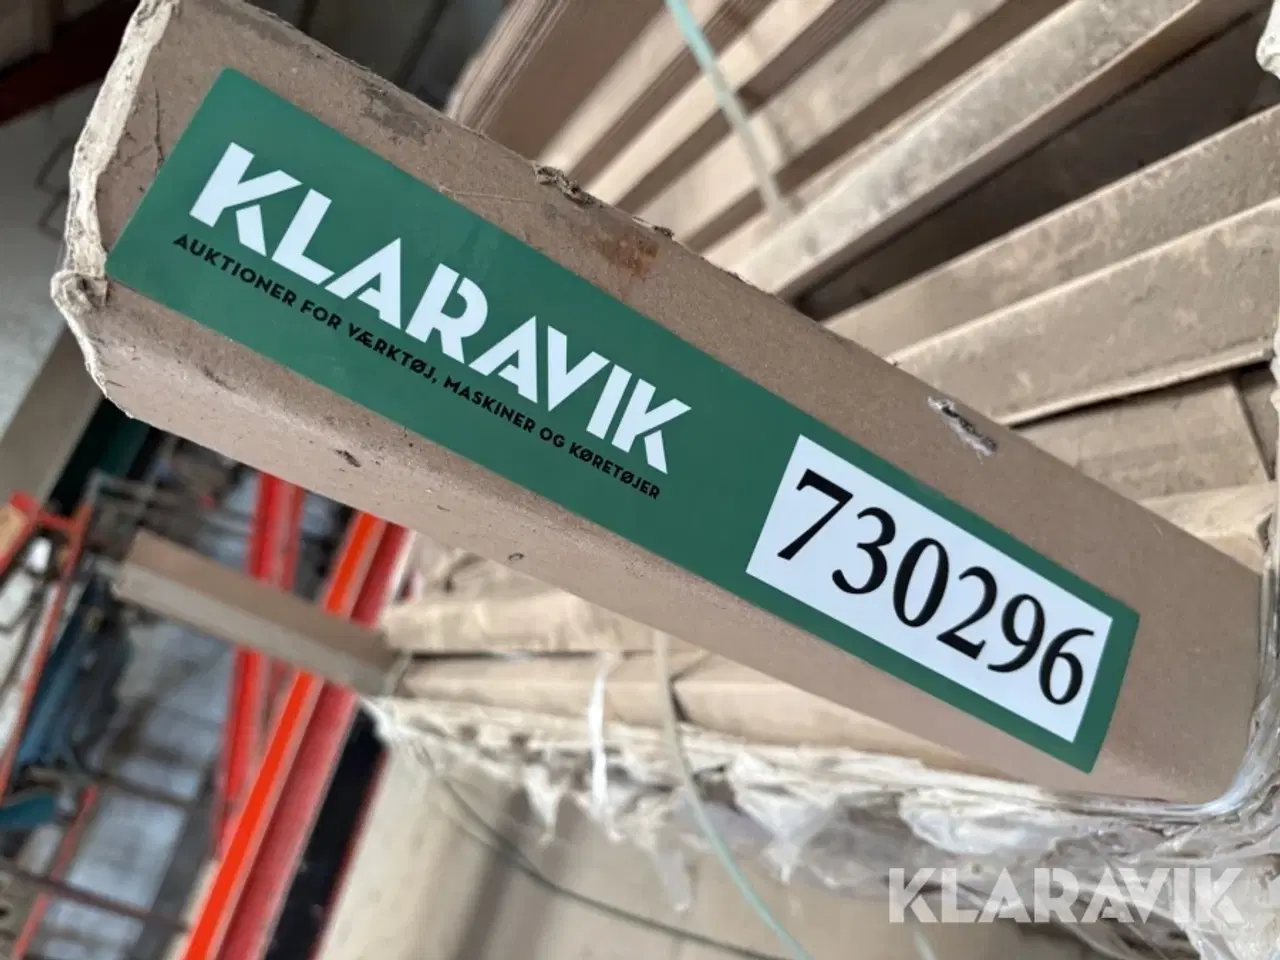 KLARAVIK
AUKTIONER FOR VÆRKTØJ, MASKINER OG KØRETØJER
730296
KLARAVIK